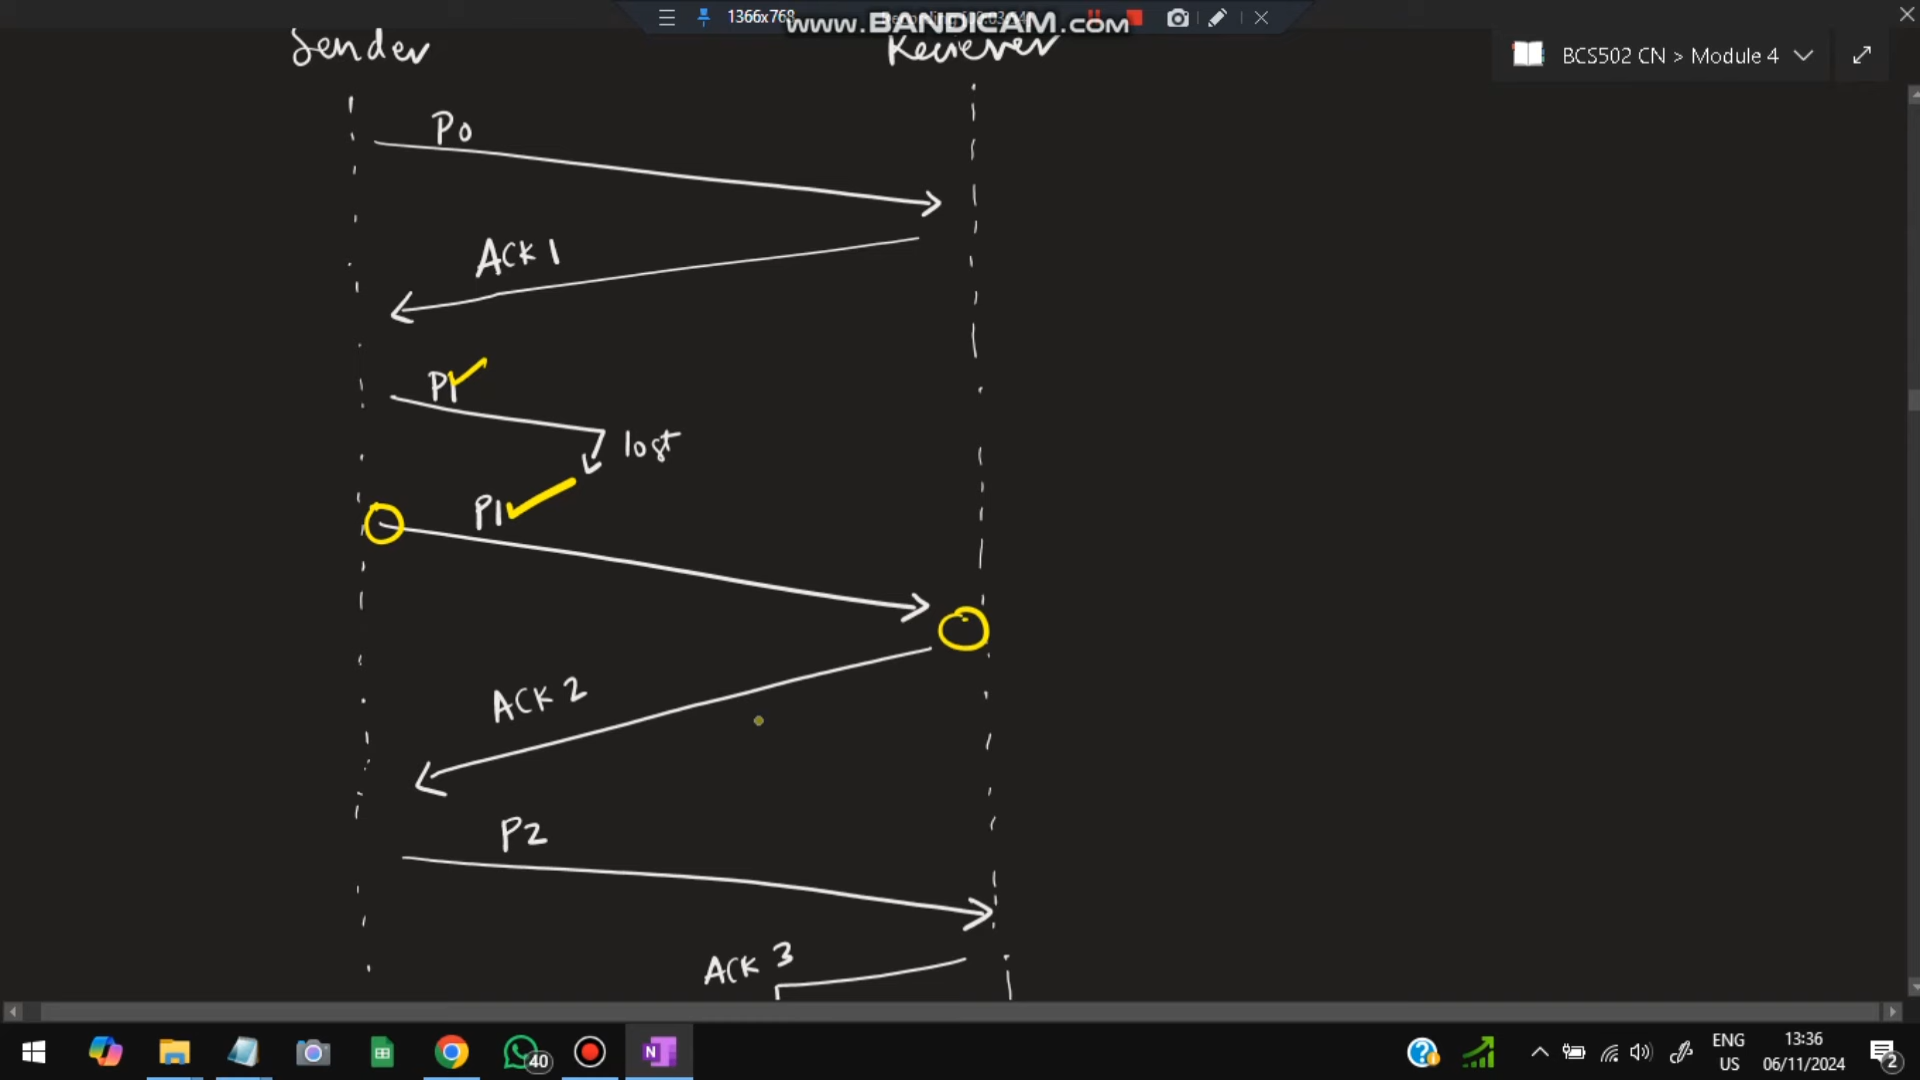 1366x768
www.BANDICAM.com
Sender
Reciever
BCS502 CN > Module 4
P0
ACK 1
P1
lost
P1
ACK 2
P2
ACK 3
40
N
ENG
US
13:36
06/11/2024
2